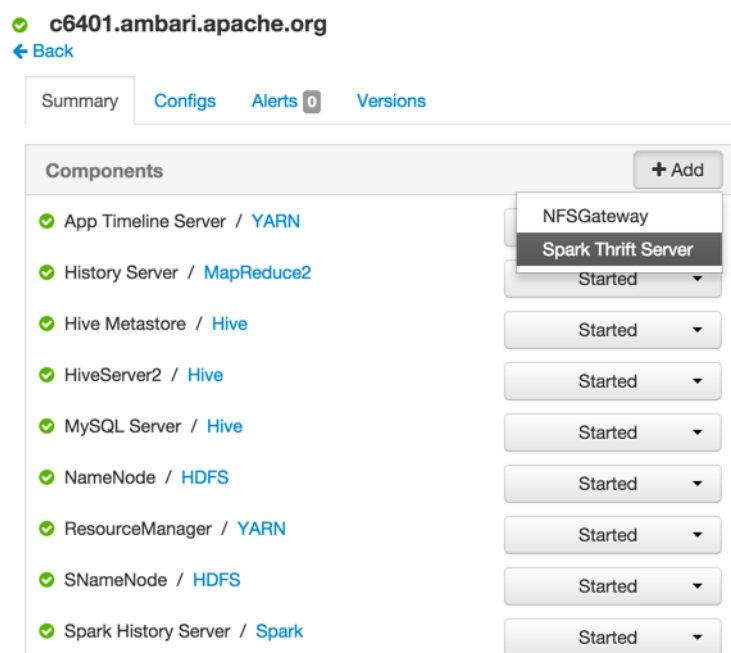 c6401.ambari.apache.org
Back
Summary Configs Alerts 0 Versions
Components + Add
NFSGateway
Spark Thrift Server
App Timeline Server / YARN
History Server / MapReduce2 Started
Hive Metastore / Hive Started
HiveServer2 / Hive Started
MySQL Server / Hive Started
NameNode / HDFS Started
ResourceManager / YARN Started
SNameNode / HDFS Started
Spark History Server / Spark Started